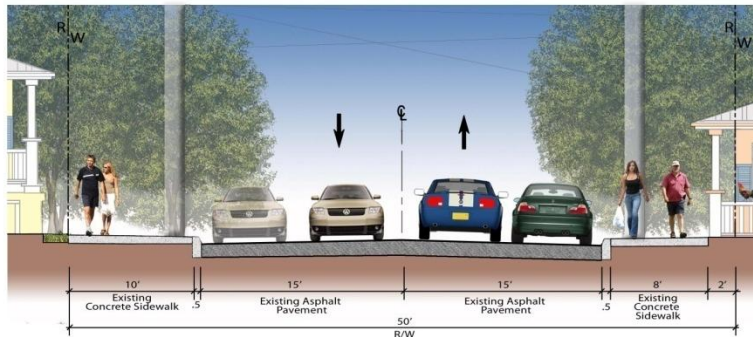 R
W
R
W
℄
10'
15'
15'
8'
2'
Existing
Concrete Sidewalk
.5
Existing Asphalt
Pavement
Existing Asphalt
Pavement
.5
Existing
Concrete
Sidewalk
50'
R/W